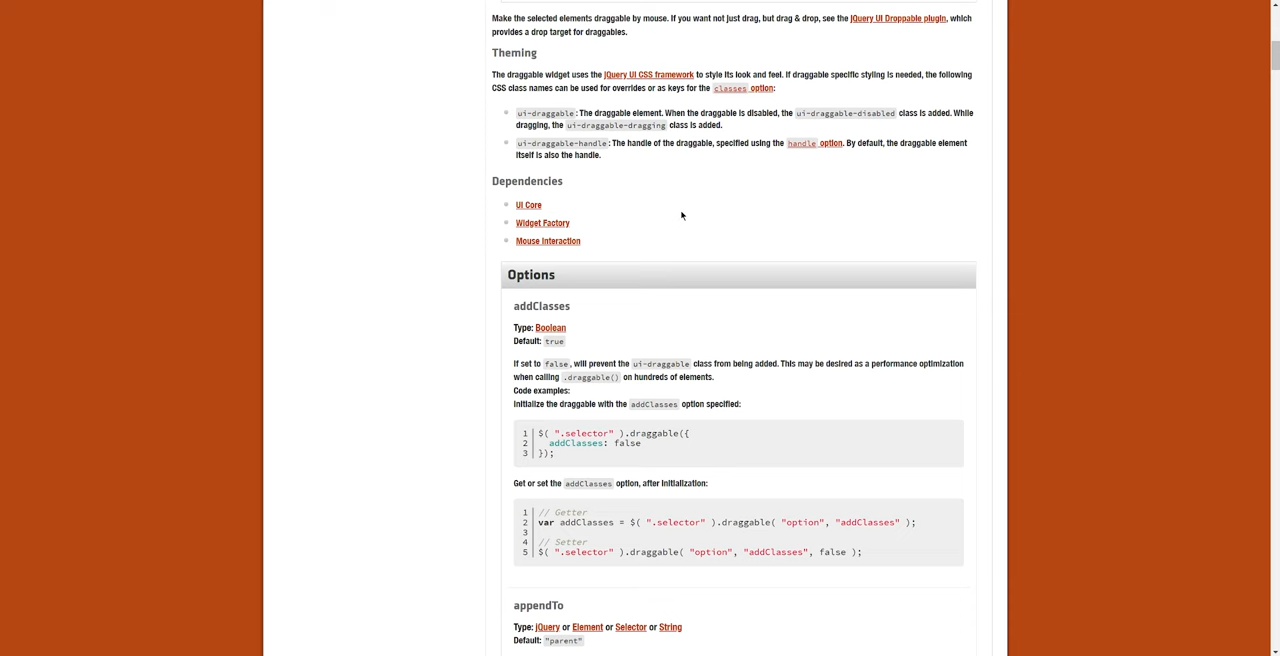 Make the selected elements draggable by mouse. If you want not just drag, but drag & drop, see the jQuery UI Droppable plugin, which
provides a drop target for draggables.
Theming
The draggable widget uses the jQuery UI CSS framework to style its look and feel. If draggable specific styling is needed, the following
CSS class names can be used for overrides or as keys for the classes option:
ui-draggable: The draggable element. When the draggable is disabled, the ui-draggable-disabled class is added. While
dragging, the ui-draggable-dragging class is added.
ui-draggable-handle: The handle of the draggable, specified using the handle option. By default, the draggable element
itself is also the handle.
Dependencies
UI Core
Widget Factory
Mouse Interaction
Options
addClasses
Type: Boolean
Default: true
If set to false, will prevent the ui-draggable class from being added. This may be desired as a performance optimization
when calling .draggable() on hundreds of elements.
Code examples:
Initialize the draggable with the addClasses option specified:
1 $( ".selector" ).draggable({
2   addClasses: false
3 });
Get or set the addClasses option, after initialization:
1 // Getter
2 var addClasses = $( ".selector" ).draggable( "option", "addClasses" );
3
4 // Setter
5 $( ".selector" ).draggable( "option", "addClasses", false );
appendTo
Type: jQuery or Element or Selector or String
Default: "parent"